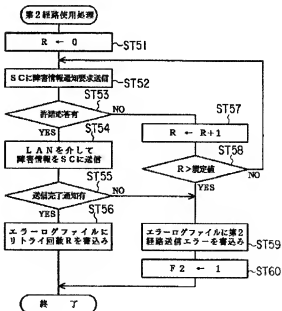 第2経路使用処理
R ← 0
ST51
SCに障害情報通知要求送信
ST52
ST53
許諾応答有
NO
YES
ST54
LANを介して
障害情報をSCに送信
ST57
R ← R+1
ST58
R>規定値
NO
YES
ST55
送信完了通知有
NO
YES
ST56
エラーログファイルに
リトライ回数Rを書込み
エラーログファイルに第2
経路送信エラーを書込み
ST59
F2 ← 1
ST60
終 了